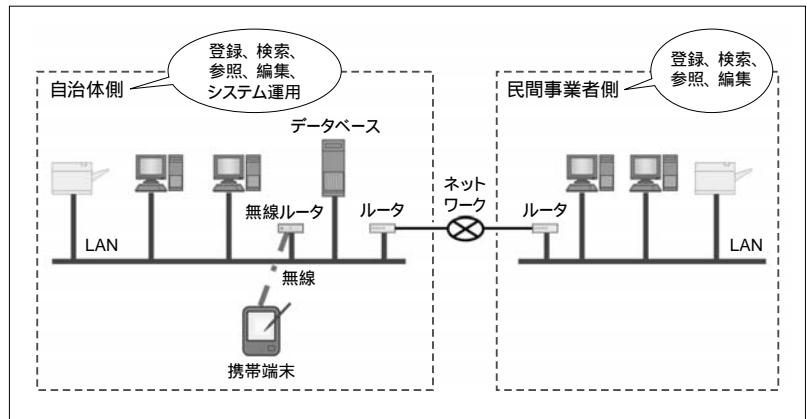 登録、検索、
参照、編集、
システム運用
自治体側
データベース
無線ルータ
ルータ
LAN
無線
携帯端末
ネット
ワーク
登録、検索、
参照、編集
民間事業者側
ルータ
LAN